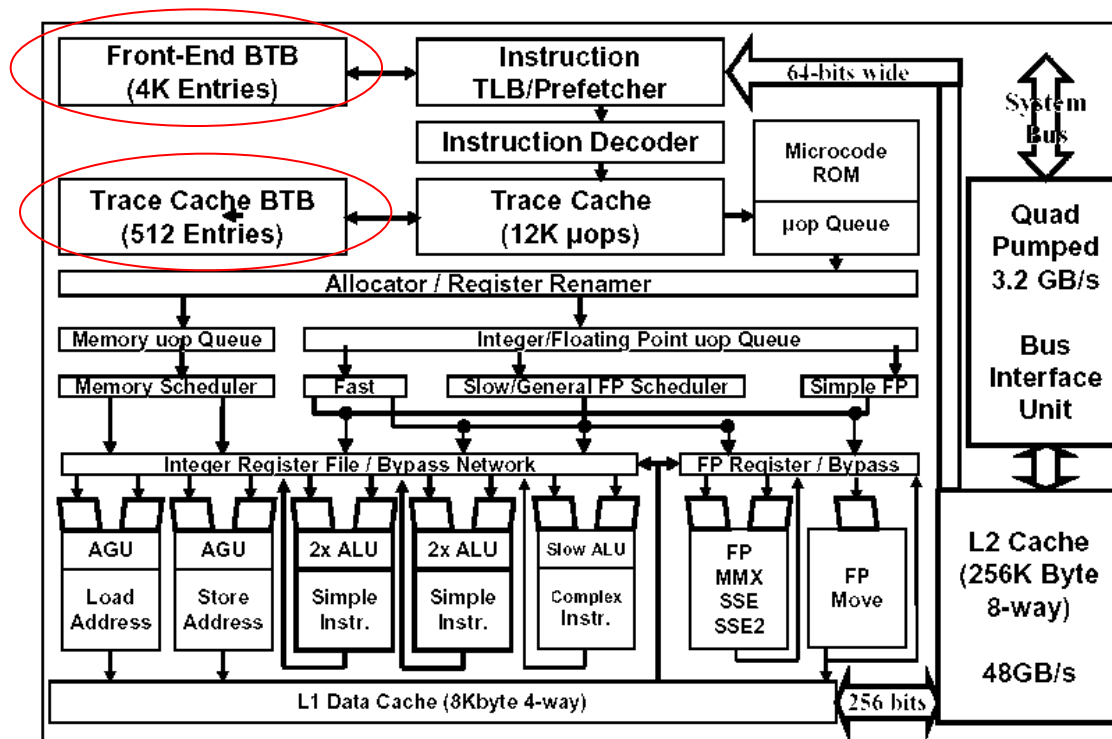 Front-End BTB
(4K Entries)
Instruction
TLB/Prefetcher
64-bits wide
System
Bus
Instruction Decoder
Microcode
ROM
µop Queue
Trace Cache BTB
(512 Entries)
Trace Cache
(12K µops)
Quad
Pumped
3.2 GB/s
Bus
Interface
Unit
Allocator / Register Renamer
Memory uop Queue
Integer/Floating Point uop Queue
Memory Scheduler
Fast
Slow/General FP Scheduler
Simple FP
Integer Register File / Bypass Network
FP Register / Bypass
AGU
Load
Address
AGU
Store
Address
2x ALU
Simple
Instr.
2x ALU
Simple
Instr.
Slow ALU
Complex
Instr.
FP
MMX
SSE
SSE2
FP
Move
L2 Cache
(256K Byte
8-way)
48GB/s
L1 Data Cache (8Kbyte 4-way)
256 bits